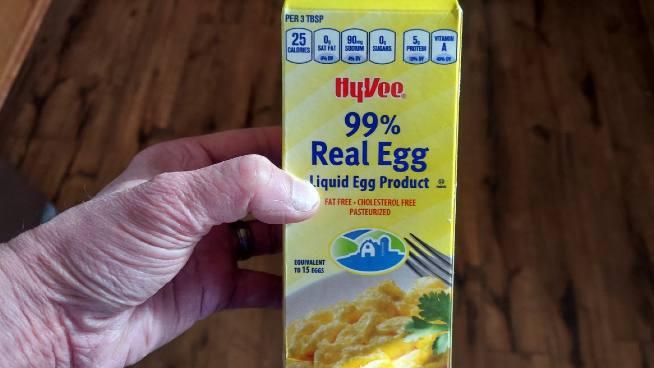 PER 3 TBSP
25 CALORIES
0g SAT FAT 0% DV
90mg SODIUM 4% DV
0g SUGARS
5g PROTEIN 10% DV
VITAMIN A
HyVee
99%
Real Egg
Liquid Egg Product
FAT FREE • CHOLESTEROL FREE
PASTEURIZED
EQUIVALENT
TO 15 EGGS